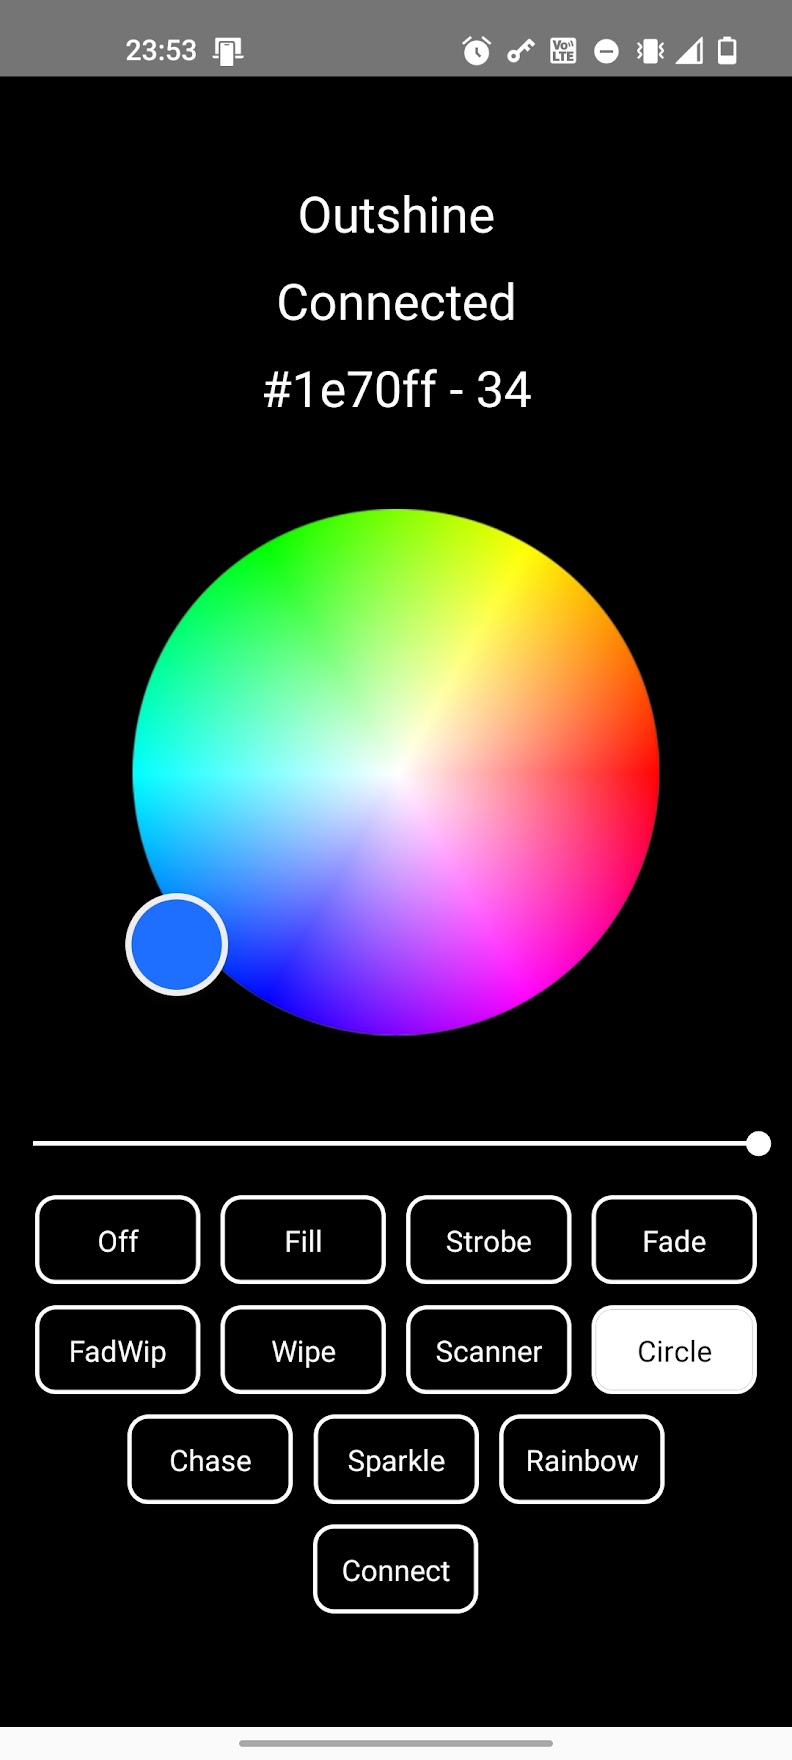 23:53 Vo)) LTE
Outshine
Connected
#1e70ff - 34
Off Fill Strobe Fade
FadWip Wipe Scanner Circle
Chase Sparkle Rainbow
Connect